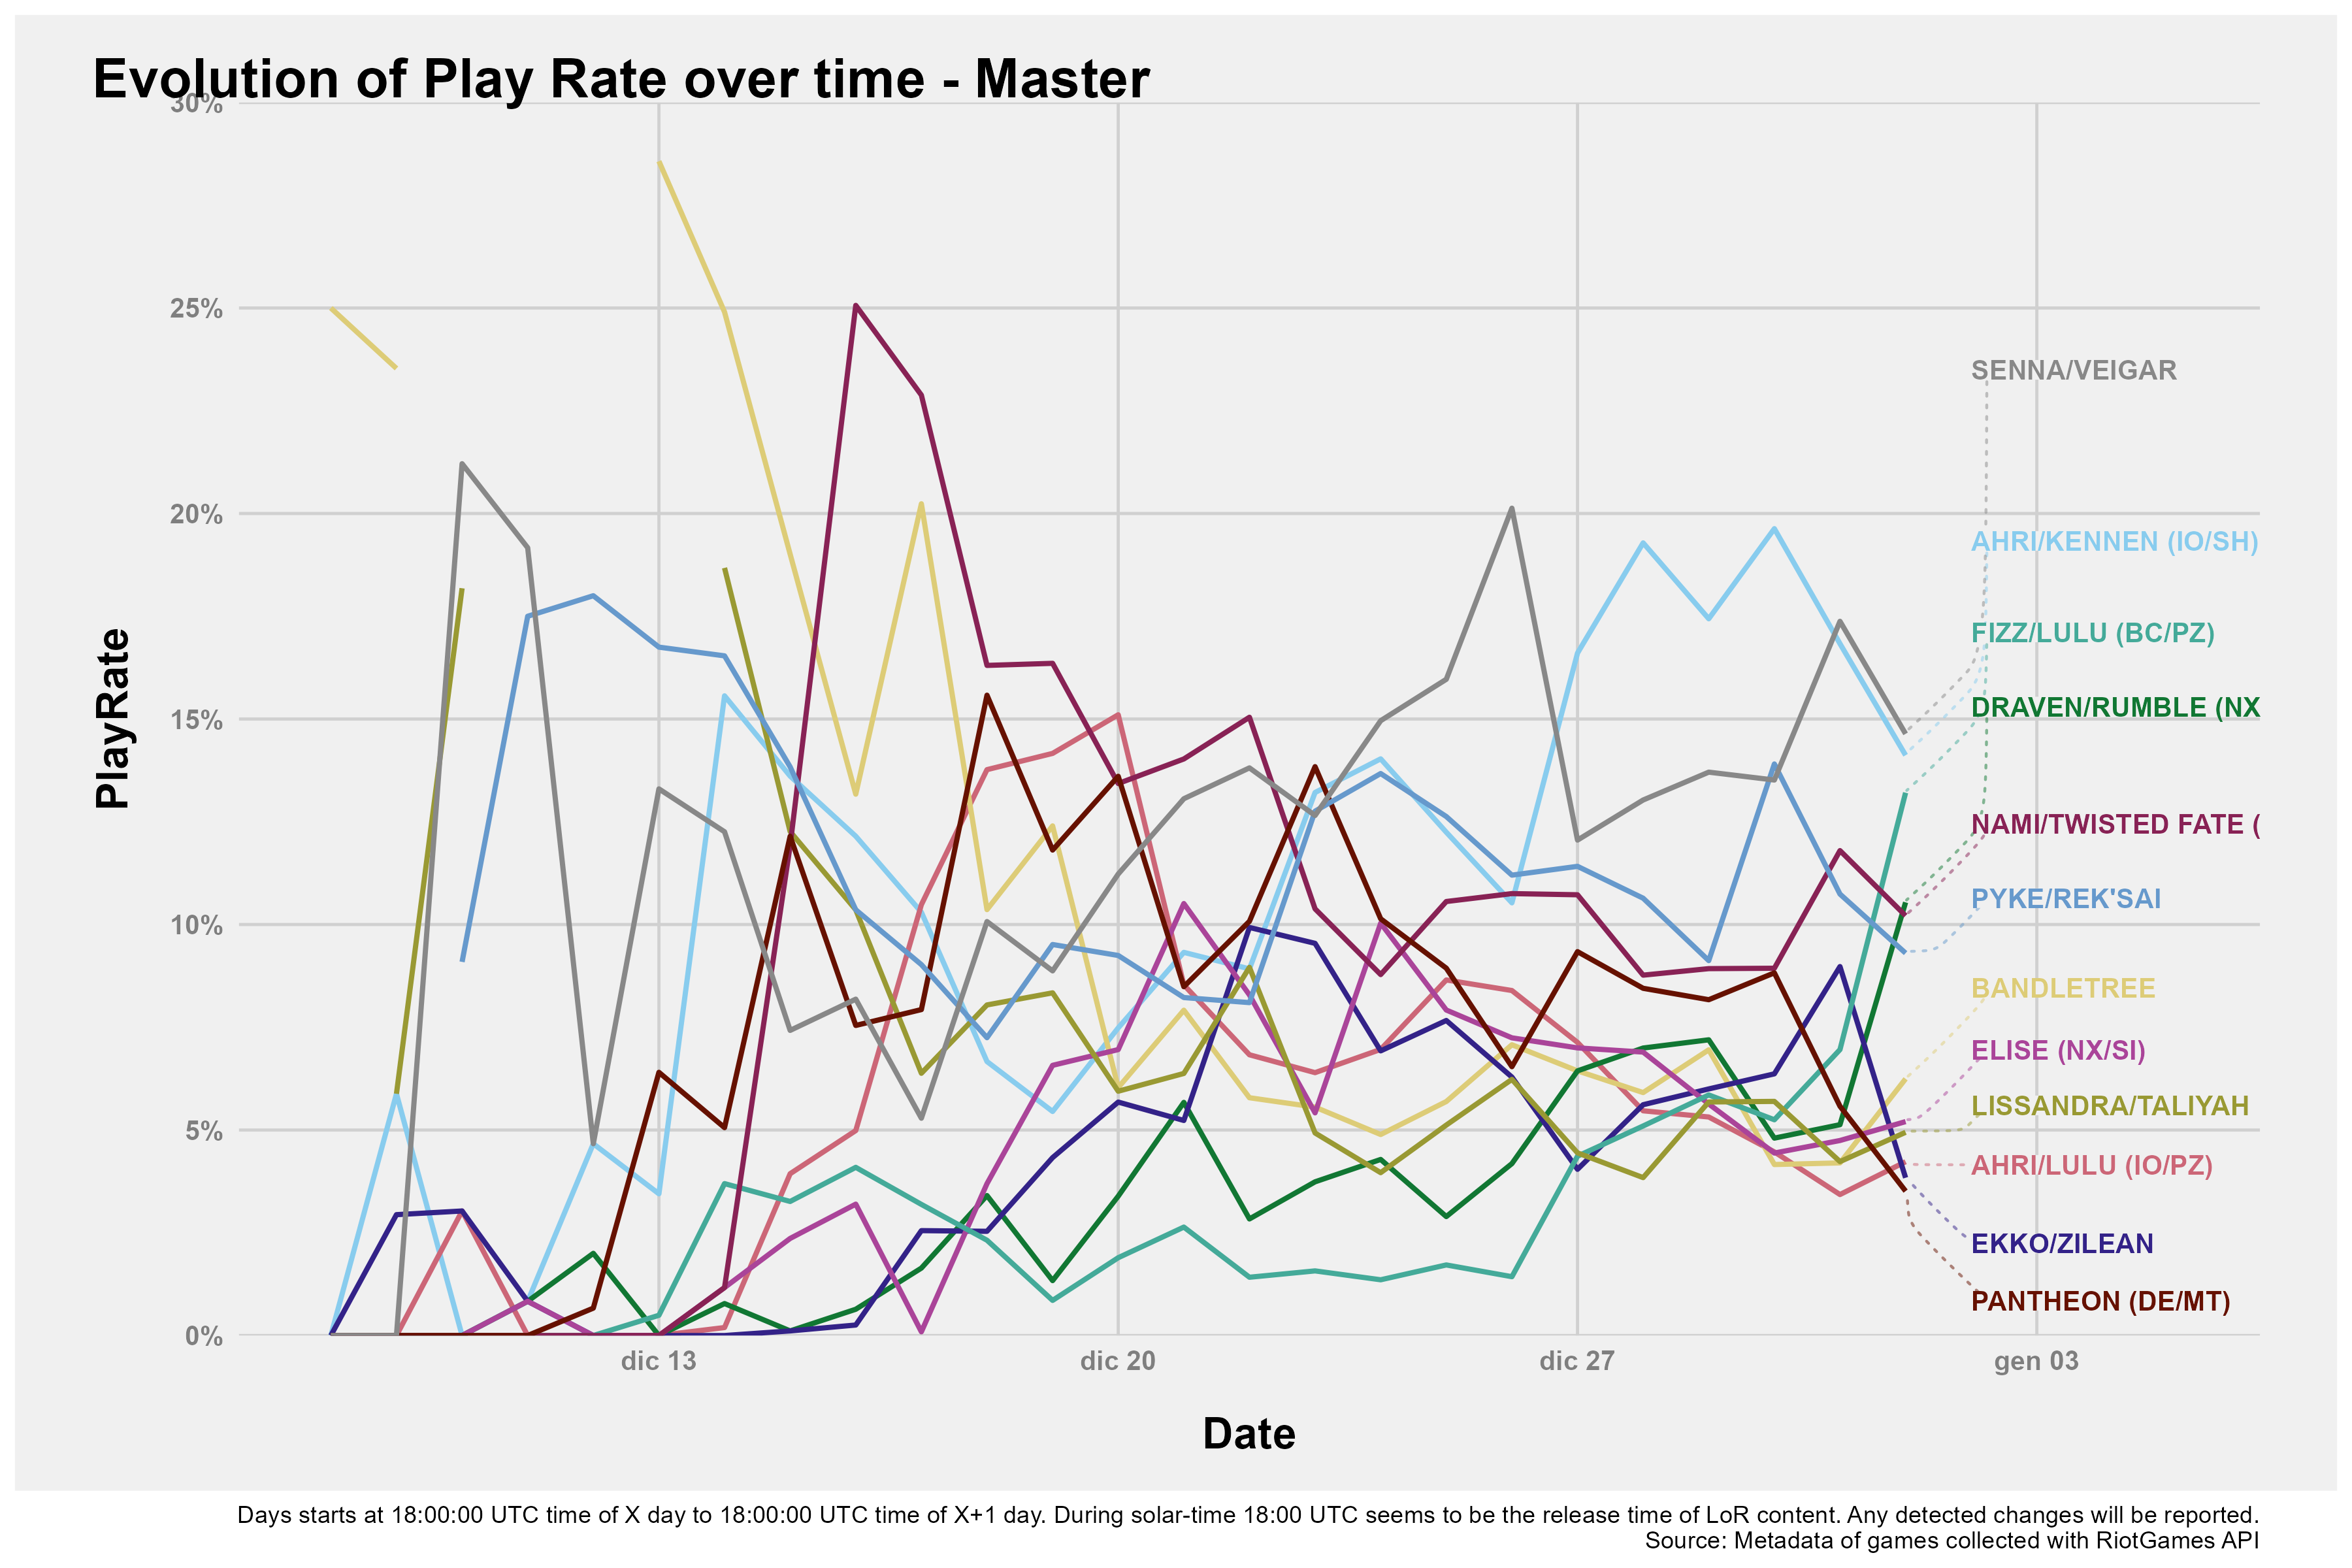 Evolution of Play Rate over time - Master
30%
25%
20%
15%
10%
5%
0%
PlayRate
SENNA/VEIGAR
AHRI/KENNEN (IO/SH)
FIZZ/LULU (BC/PZ)
DRAVEN/RUMBLE (NX
NAMI/TWISTED FATE (
PYKE/REK'SAI
BANDLETREE
ELISE (NX/SI)
LISSANDRA/TALIYAH
AHRI/LULU (IO/PZ)
EKKO/ZILEAN
PANTHEON (DE/MT)
dic 13
dic 20
dic 27
gen 03
Date
Days starts at 18:00:00 UTC time of X day to 18:00:00 UTC time of X+1 day. During solar-time 18:00 UTC seems to be the release time of LoR content. Any detected changes will be reported.
Source: Metadata of games collected with RiotGames API